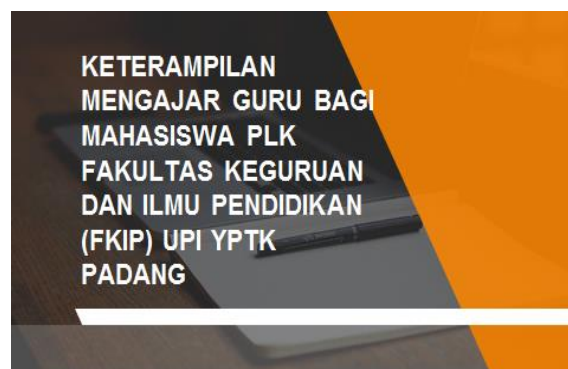 KETERAMPILAN
MENGAJAR GURU BAGI
MAHASISWA PLK
FAKULTAS KEGURUAN
DAN ILMU PENDIDIKAN
(FKIP) UPI YPTK
PADANG